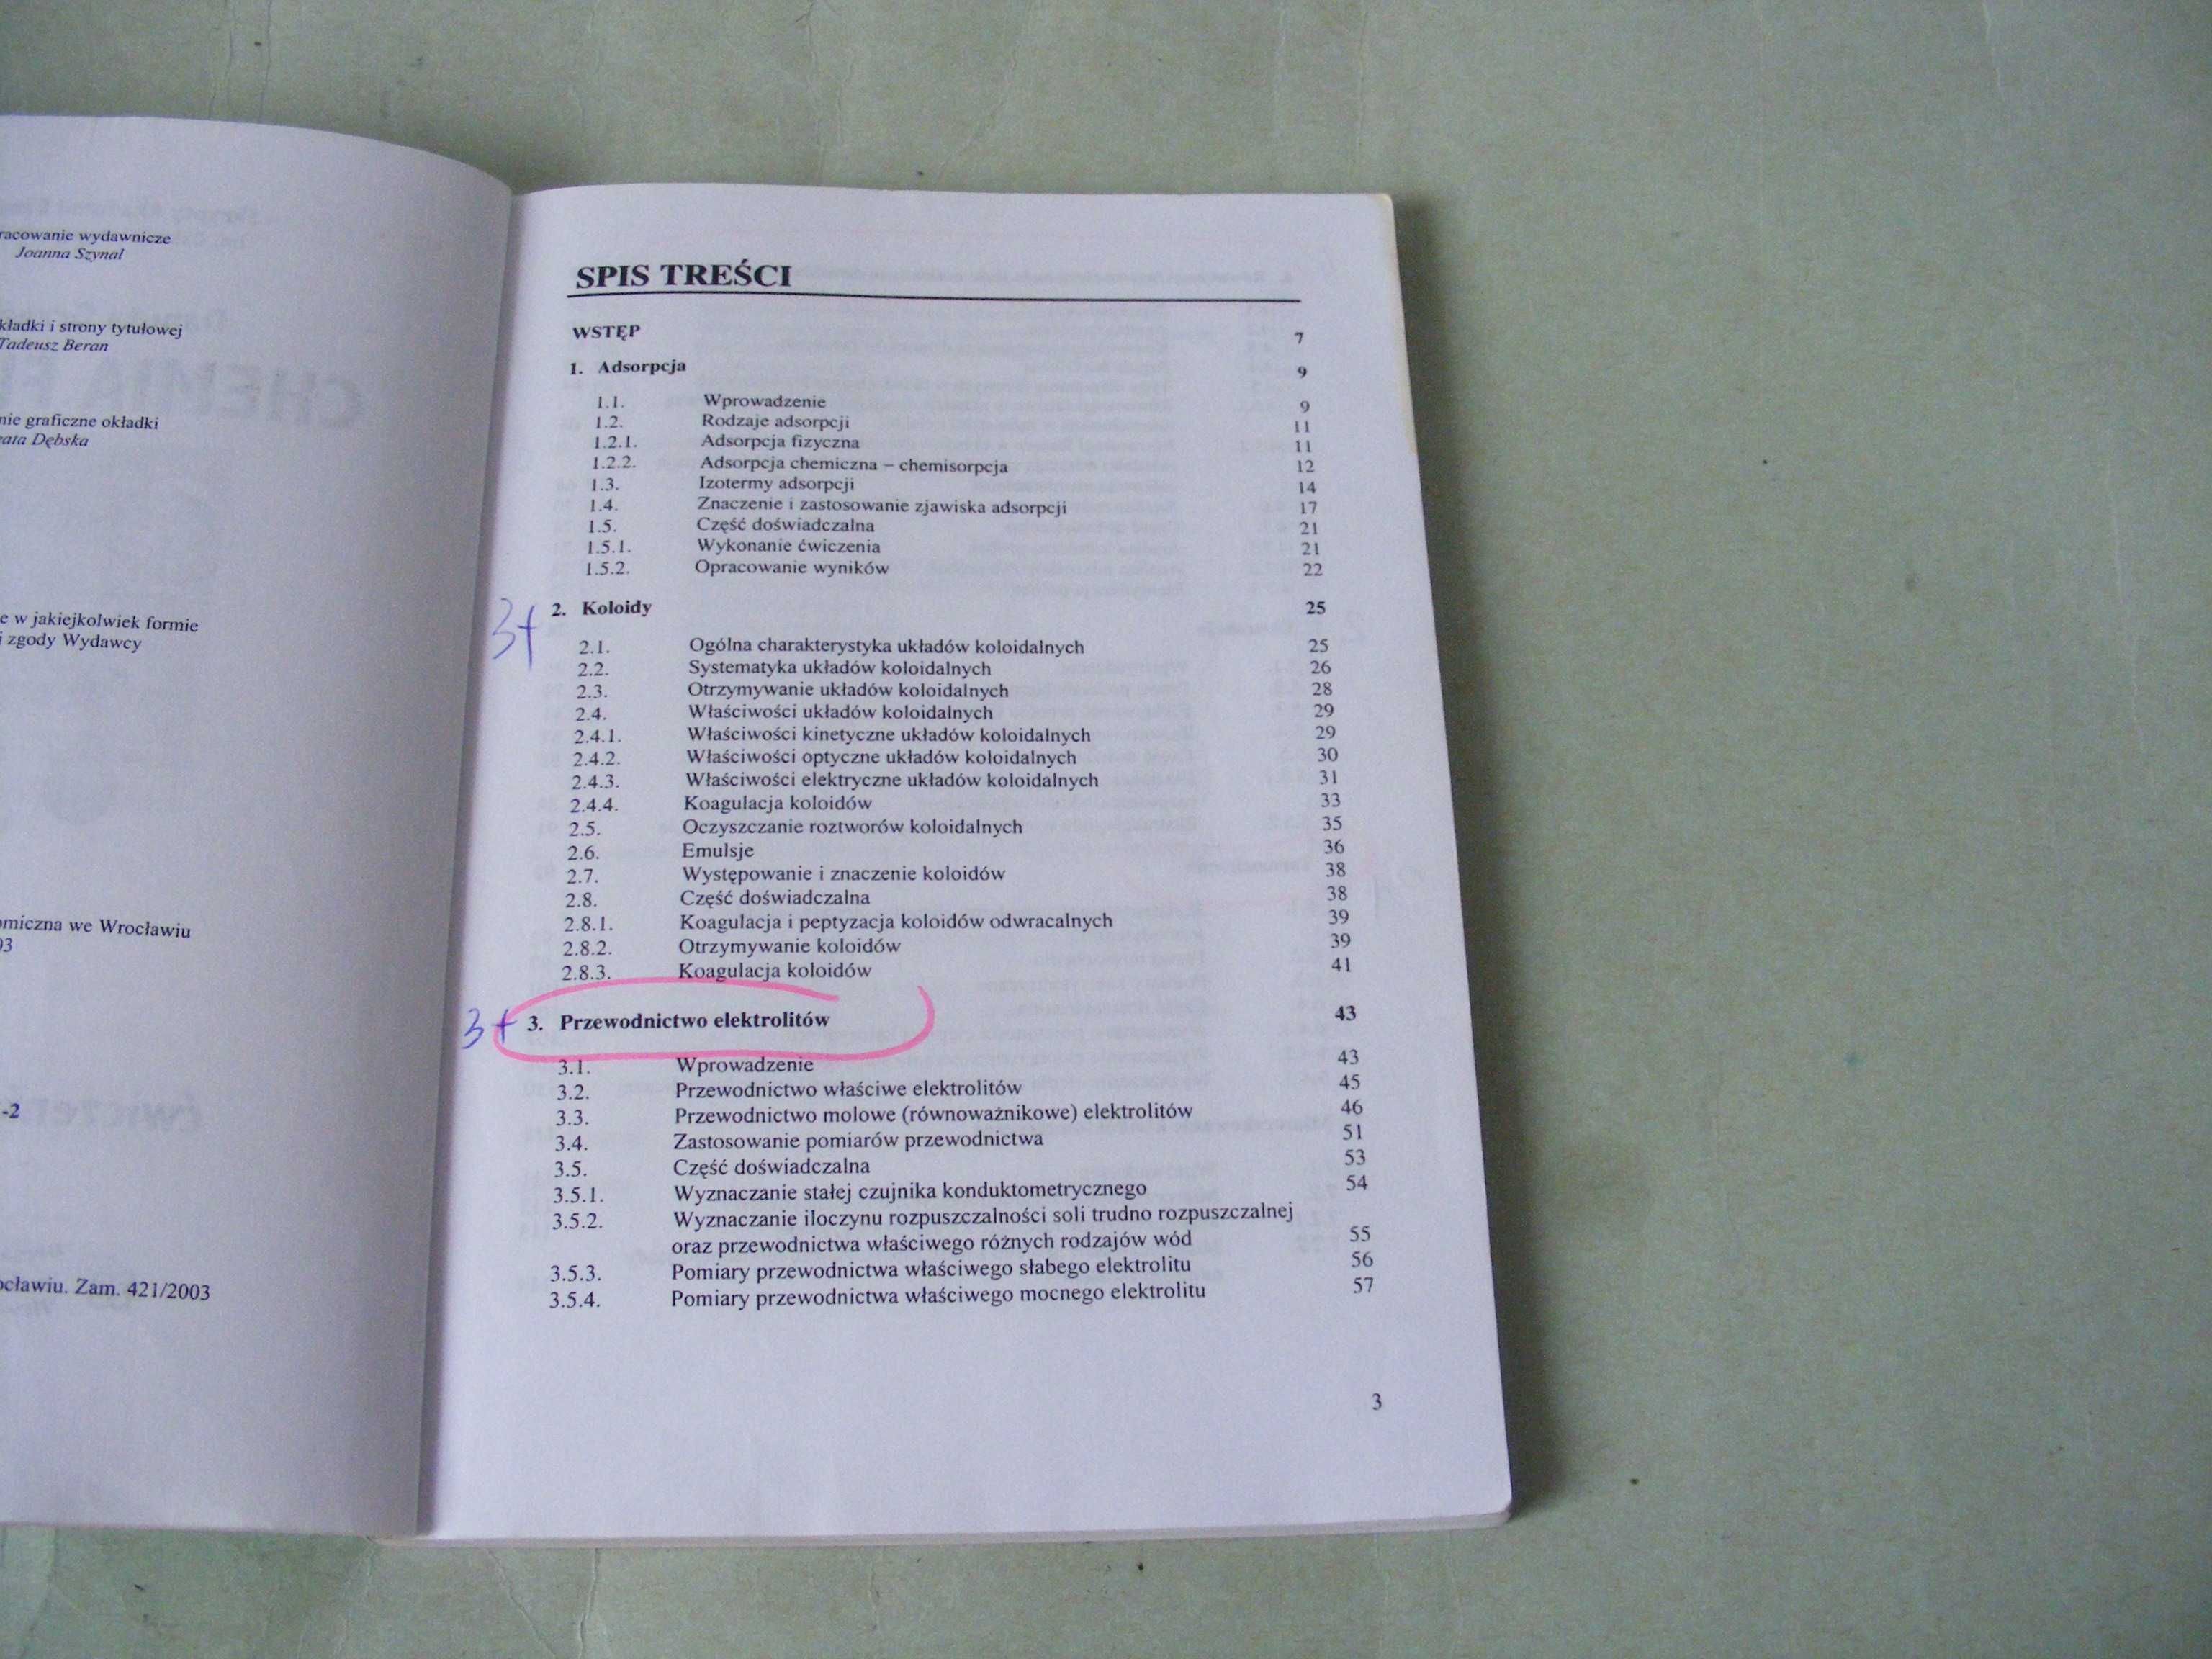 wydawnicze
Joanna Szynal
i strony tytułowej
Tadeusz Beran
graficzne okładki
Dębska
w jakiejkolwiek formie
zgody Wydawcy
we Wrocławiu
-2
Zam. 421/2003
SPIS TREŚCI
WSTĘP 7
1. Adsorpcja 9
1.1. Wprowadzenie 9
1.2. Rodzaje adsorpcji 11
1.2.1. Adsorpcja fizyczna 11
1.2.2. Adsorpcja chemiczna – chemisorpcja 12
1.3. Izotermy adsorpcji 14
1.4. Znaczenie i zastosowanie zjawiska adsorpcji 17
1.5. Część doświadczalna 21
1.5.1. Wykonanie ćwiczenia 21
1.5.2. Opracowanie wyników 22
3+ 2. Koloidy 25
2.1. Ogólna charakterystyka układów koloidalnych 25
2.2. Systematyka układów koloidalnych 26
2.3. Otrzymywanie układów koloidalnych 28
2.4. Właściwości układów koloidalnych 29
2.4.1. Właściwości kinetyczne układów koloidalnych 29
2.4.2. Właściwości optyczne układów koloidalnych 30
2.4.3. Właściwości elektryczne układów koloidalnych 31
2.4.4. Koagulacja koloidów 33
2.5. Oczyszczanie roztworów koloidalnych 35
2.6. Emulsje 36
2.7. Występowanie i znaczenie koloidów 38
2.8. Część doświadczalna 38
2.8.1. Koagulacja i peptyzacja koloidów odwracalnych 39
2.8.2. Otrzymywanie koloidów 39
2.8.3. Koagulacja koloidów 41
3+ 3. Przewodnictwo elektrolitów 43
3.1. Wprowadzenie 43
3.2. Przewodnictwo właściwe elektrolitów 45
3.3. Przewodnictwo molowe (równoważnikowe) elektrolitów 46
3.4. Zastosowanie pomiarów przewodnictwa 51
3.5. Część doświadczalna 53
3.5.1. Wyznaczanie stałej czujnika konduktometrycznego 54
3.5.2. Wyznaczanie iloczynu rozpuszczalności soli trudno rozpuszczalnej
oraz przewodnictwa właściwego różnych rodzajów wód 55
3.5.3. Pomiary przewodnictwa właściwego słabego elektrolitu 56
3.5.4. Pomiary przewodnictwa właściwego mocnego elektrolitu 57
3